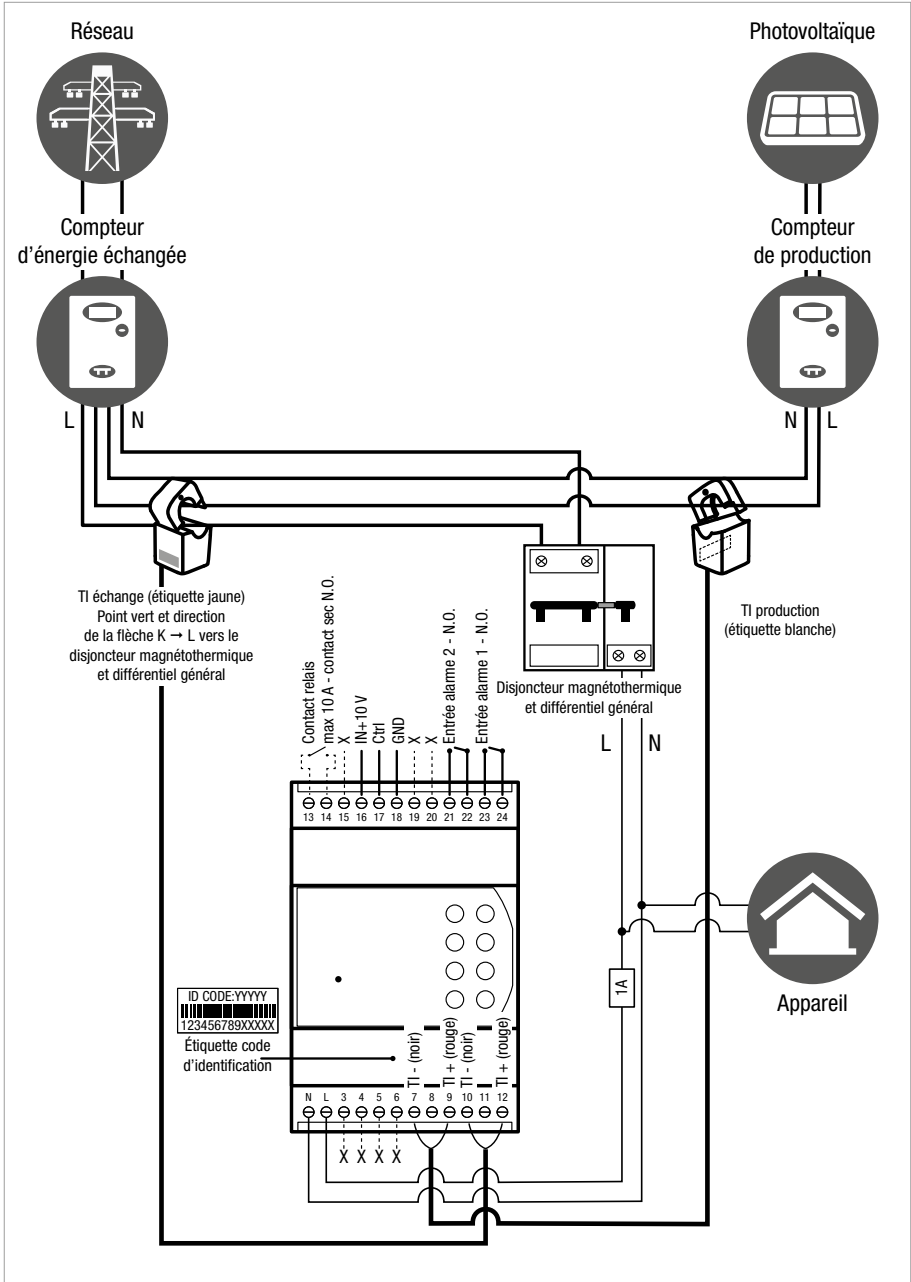 Réseau
Photovoltaïque
Compteur
d'énergie échangée
Compteur
de production
L
N
N
L
TI échange (étiquette jaune)
Point vert et direction
de la flèche K → L vers le
disjoncteur magnétothermique
et différentiel général
TI production
(étiquette blanche)
Disjoncteur magnétothermique
et différentiel général
L
N
Contact relais
max 10 A - contact sec N.O.
X
IN+10 V
Ctrl
GND
X
X
Entrée alarme 2 - N.O.
Entrée alarme 1 - N.O.
13 14 15 16 17 18 19 20 21 22 23 24
1A
Appareil
ID CODE:YYYYY
123456789XXXXX
Étiquette code
d'identification
TI - (noir)
TI + (rouge)
TI - (noir)
TI + (rouge)
N L 3 4 5 6 7 8 9 10 11 12
X X X X